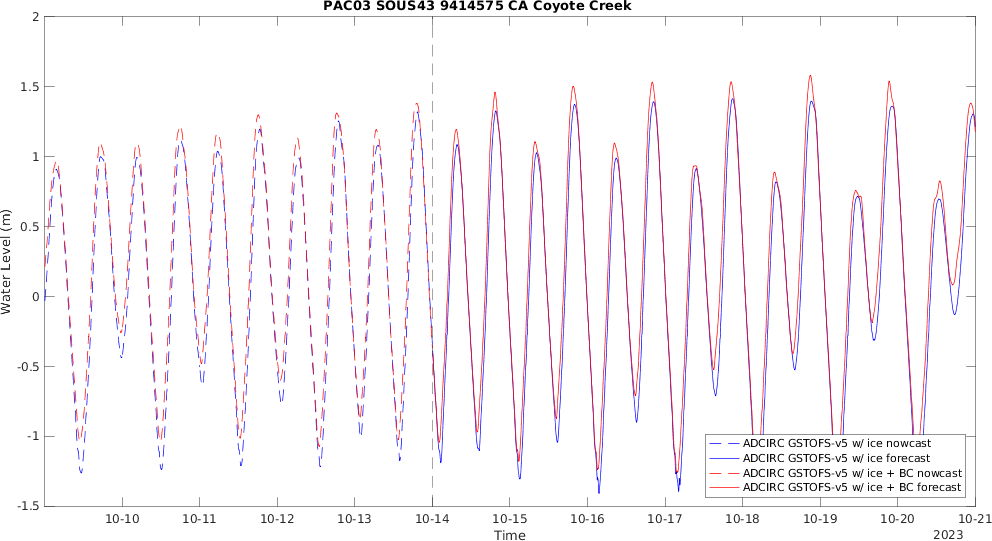 PAC03 SOUS43 9414575 CA Coyote Creek
2
1.5
1
0.5
0
-0.5
-1
-1.5
Water Level (m)
ADCIRC GSTOFS-v5 w/ ice nowcast
ADCIRC GSTOFS-v5 w/ ice forecast
ADCIRC GSTOFS-v5 w/ ice + BC nowcast
ADCIRC GSTOFS-v5 w/ ice + BC forecast
10-10 10-11 10-12 10-13 10-14 10-15 10-16 10-17 10-18 10-19 10-20 10-21
Time
2023